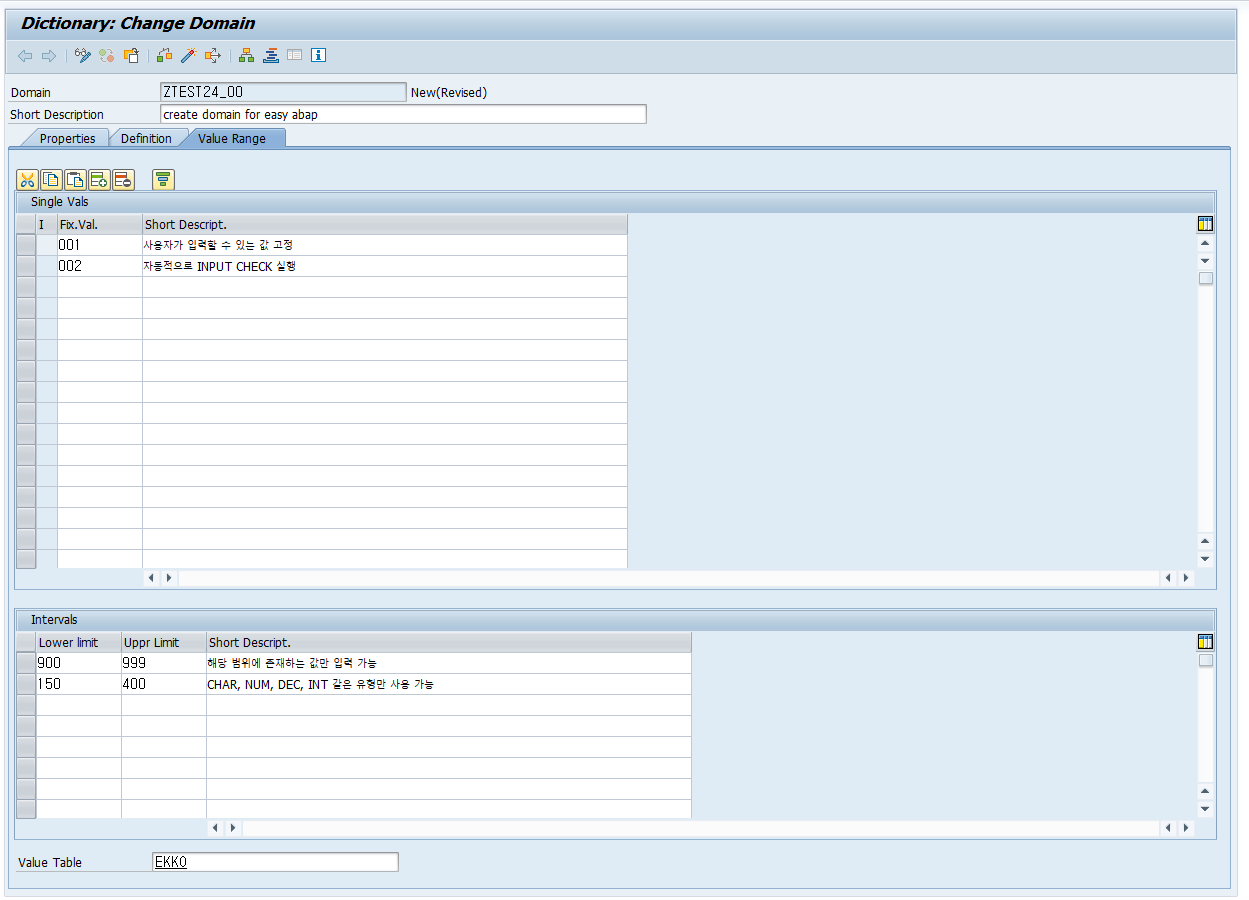 Dictionary: Change Domain
Domain ZTEST24_00 New(Revised)
Short Description create domain for easy abap
Properties Definition Value Range
Single Vals
I Fix.Val. Short Descript.
001 사용자가 입력할 수 있는 값 고정
002 자동적으로 INPUT CHECK 실행
Intervals
Lower limit Uppr Limit Short Descript.
900 999 해당 범위에 존재하는 값만 입력 가능
150 400 CHAR, NUM, DEC, INT 같은 유형만 사용 가능
Value Table EKKO